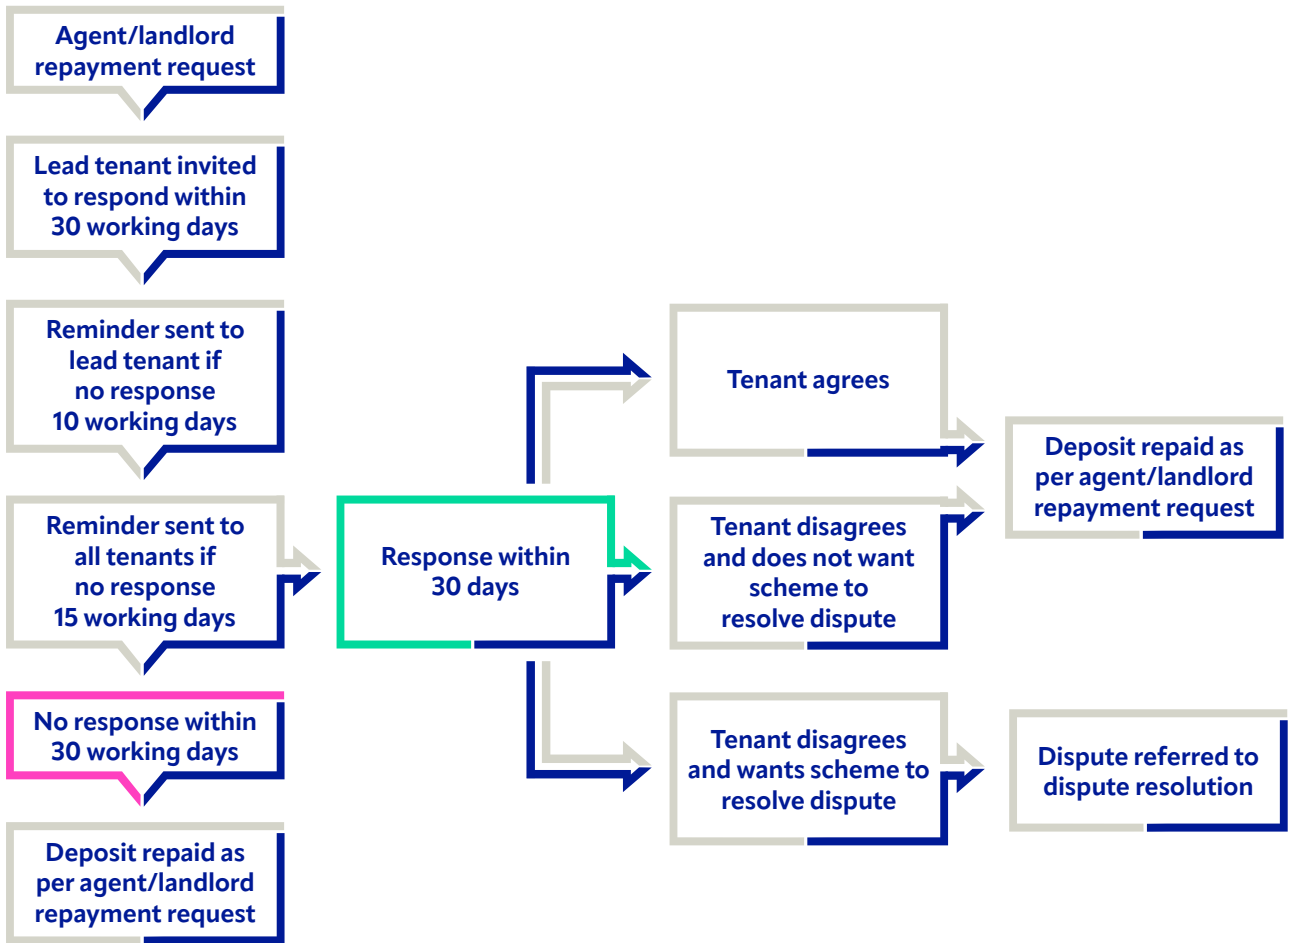 Agent/landlord
repayment request
Lead tenant invited
to respond within
30 working days
Reminder sent to
lead tenant if
no response
10 working days
Reminder sent to
all tenants if
no response
15 working days
No response within
30 working days
Deposit repaid as
per agent/landlord
repayment request
Response within
30 days
Tenant agrees
Tenant disagrees
and does not want
scheme to
resolve dispute
Tenant disagrees
and wants scheme to
resolve dispute
Deposit repaid as
per agent/landlord
repayment request
Dispute referred to
dispute resolution